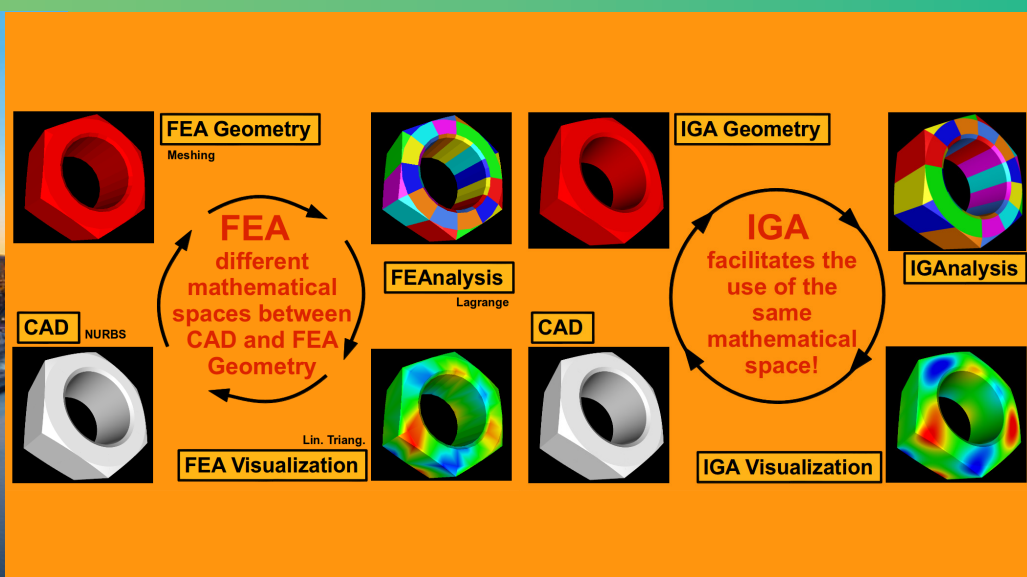 FEA Geometry
Meshing
FEA
different
mathematical
spaces between
CAD and FEA
Geometry
FEAnalysis
Lagrange
CAD
NURBS
Lin. Triang.
FEA Visualization
IGA Geometry
IGA
facilitates the
use of the
same
mathematical
space!
IGAnalysis
CAD
IGA Visualization